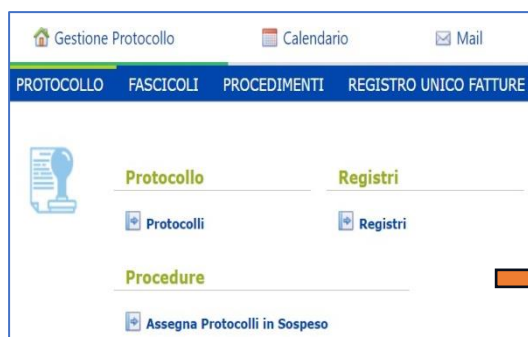 Gestione Protocollo Calendario Mail
PROTOCOLLO FASCICOLI PROCEDIMENTI REGISTRO UNICO FATTURE
Protocollo Registri
Protocolli Registri
Procedure
Assegna Protocolli in Sospeso